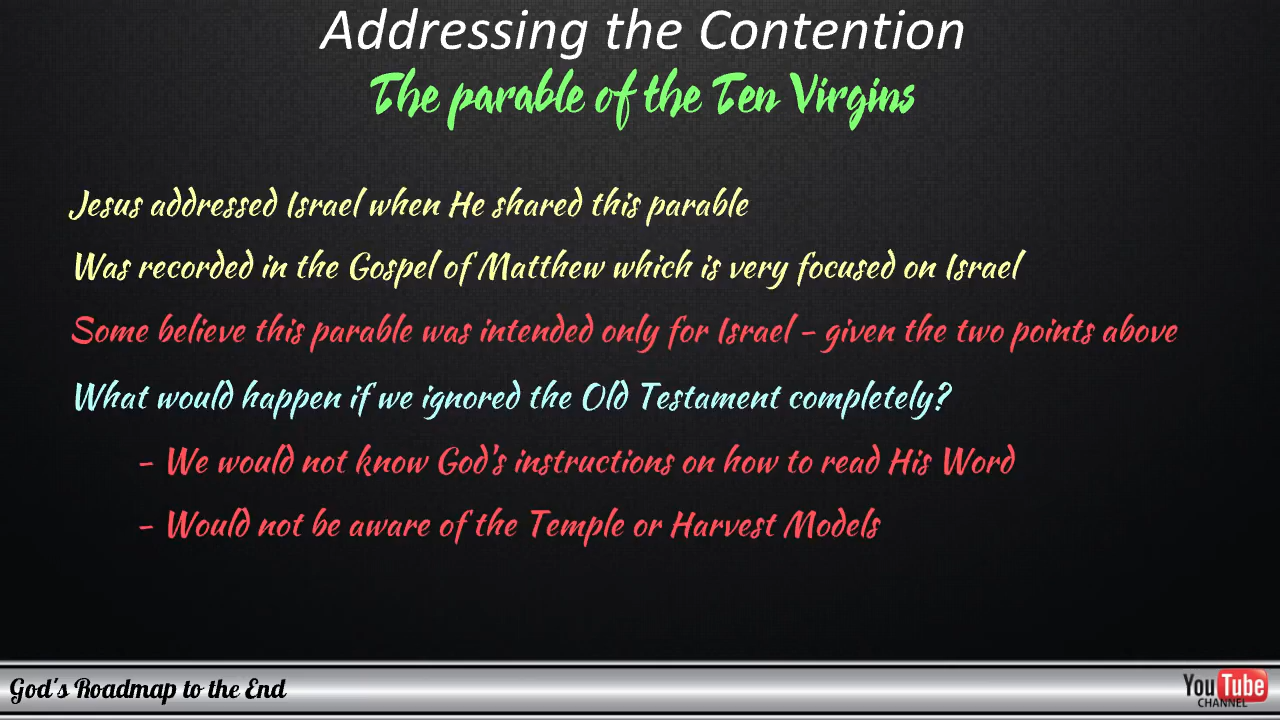 Addressing the Contention
The parable of the Ten Virgins
Jesus addressed Israel when He shared this parable
Was recorded in the Gospel of Matthew which is very focused on Israel
Some believe this parable was intended only for Israel - given the two points above
What would happen if we ignored the Old Testament completely?
- We would not know God's instructions on how to read His Word
- Would not be aware of the Temple or Harvest Models
God's Roadmap to the End
YouTube
CHANNEL